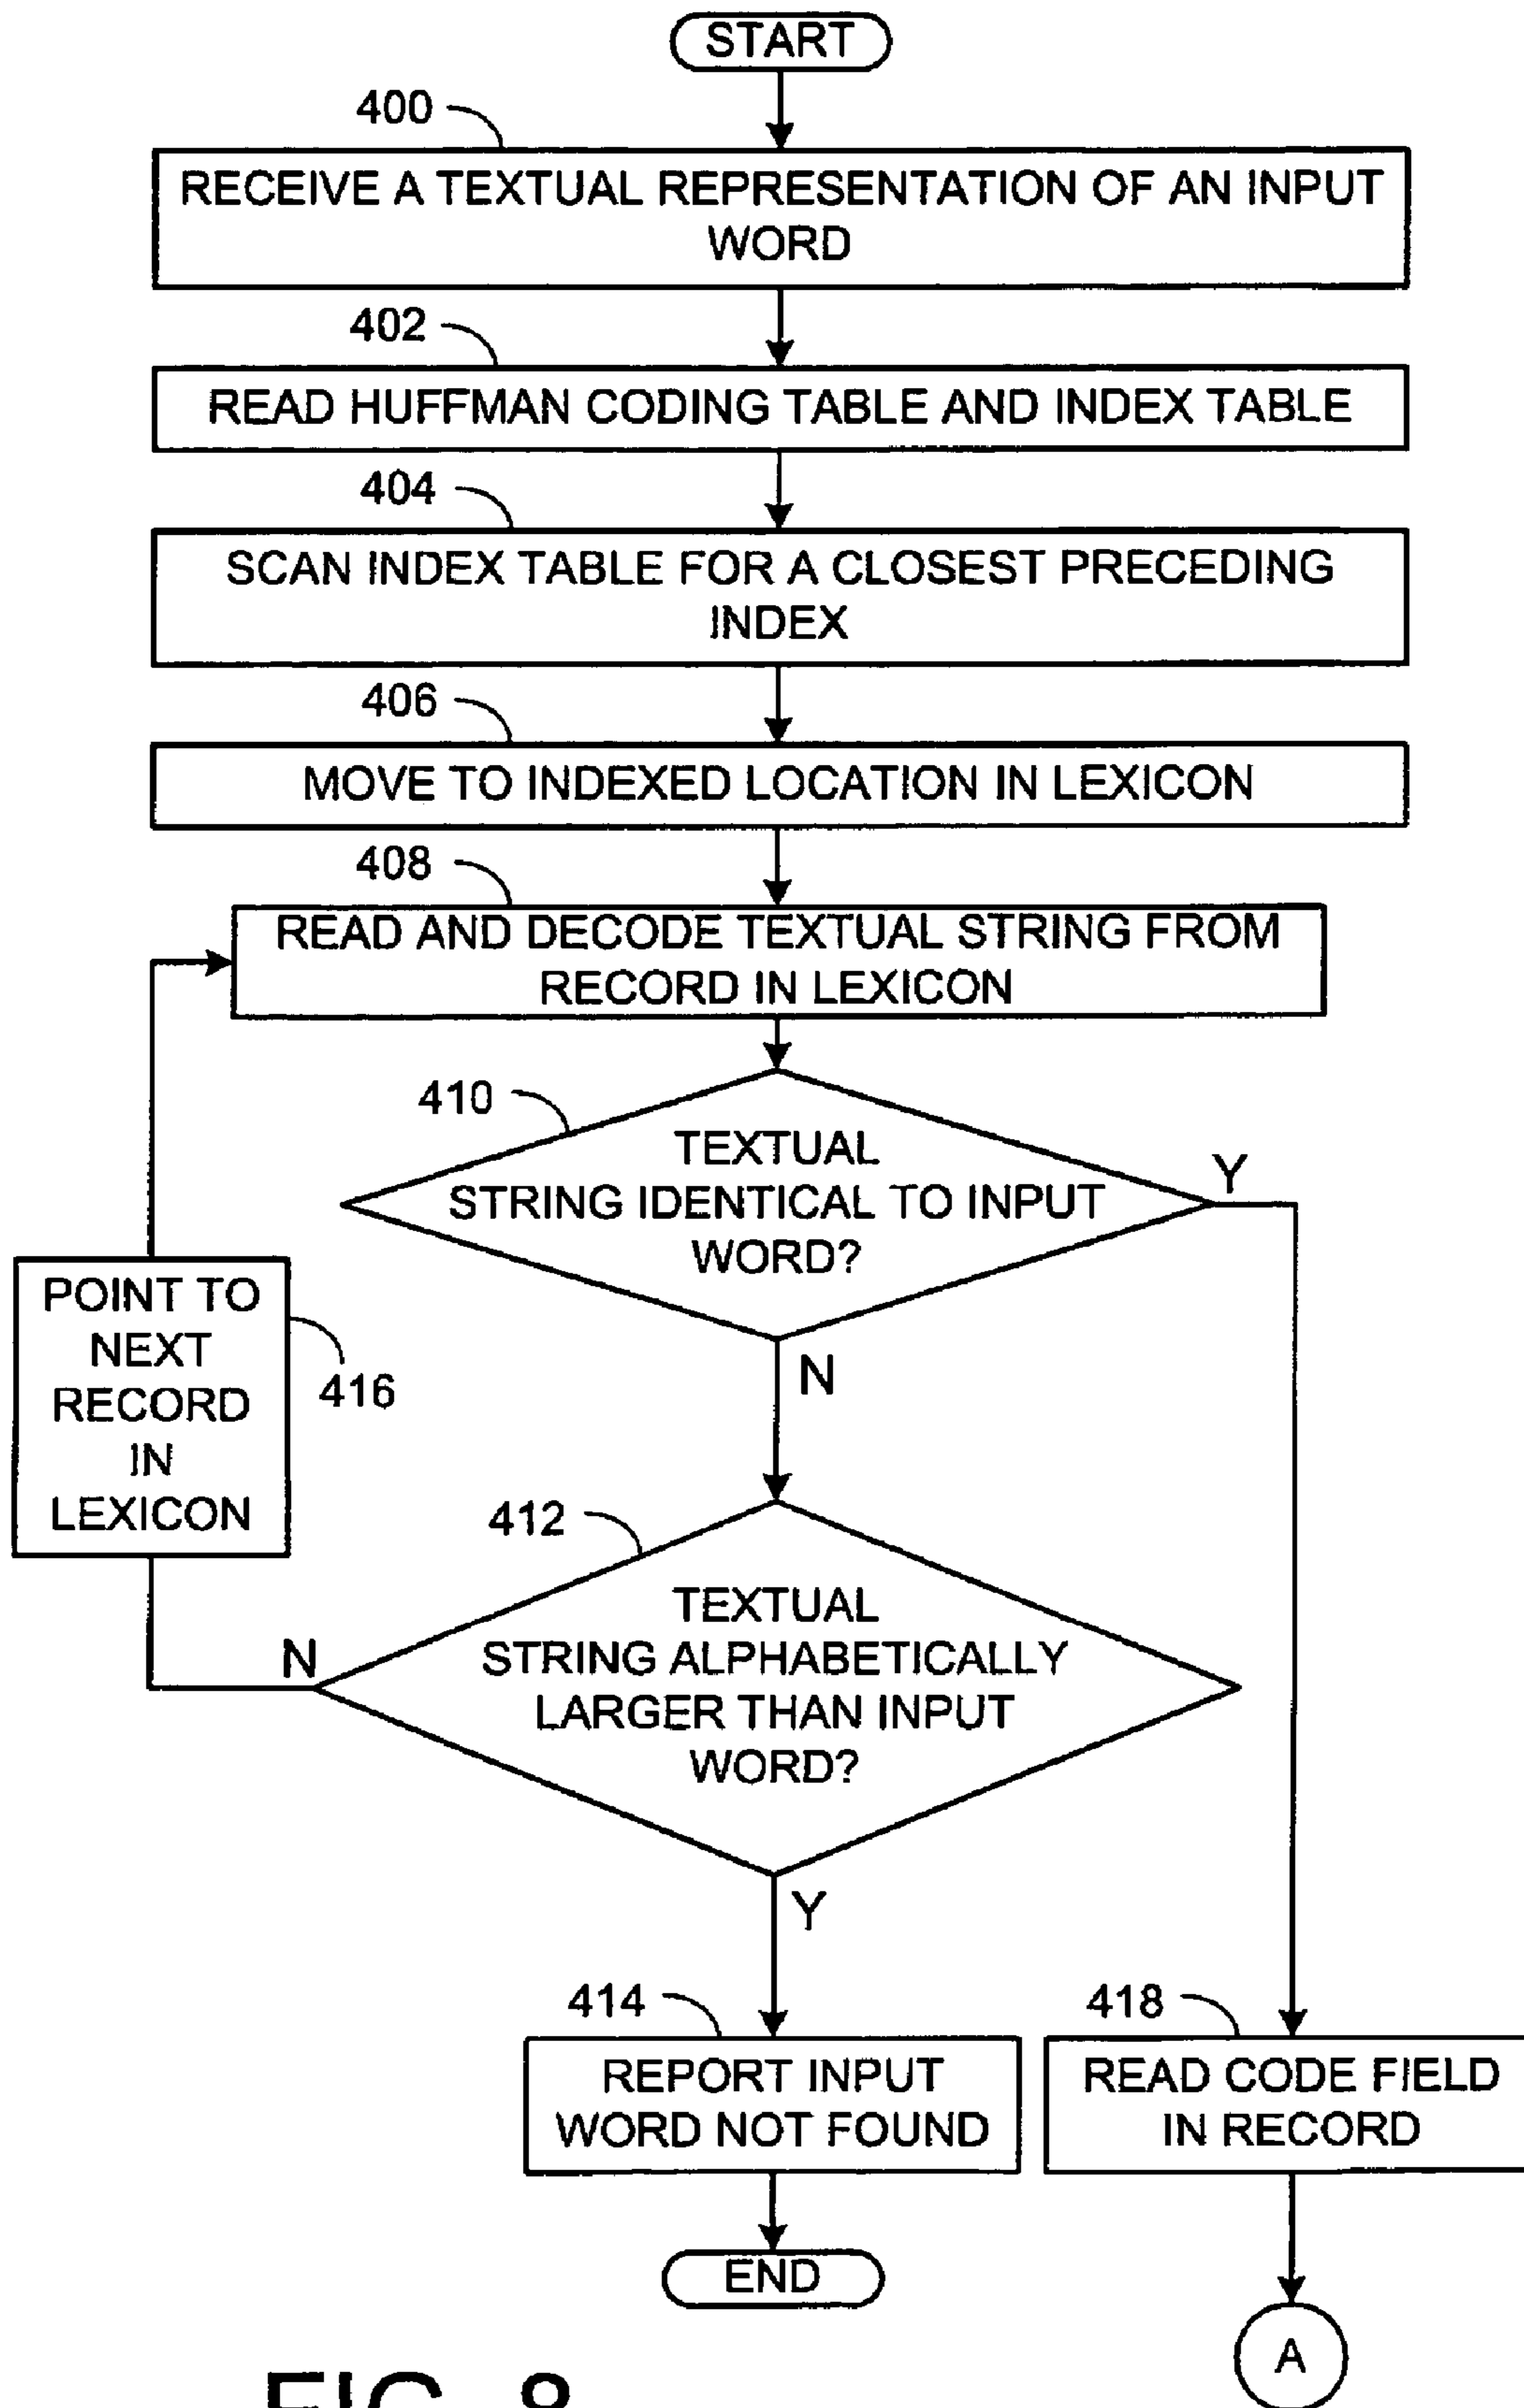 START
400
RECEIVE A TEXTUAL REPRESENTATION OF AN INPUT
WORD
402
READ HUFFMAN CODING TABLE AND INDEX TABLE
404
SCAN INDEX TABLE FOR A CLOSEST PRECEDING
INDEX
406
MOVE TO INDEXED LOCATION IN LEXICON
408
READ AND DECODE TEXTUAL STRING FROM
RECORD IN LEXICON
410
TEXTUAL
STRING IDENTICAL TO INPUT
WORD?
Y
N
POINT TO
NEXT
RECORD
IN
LEXICON
416
412
TEXTUAL
STRING ALPHABETICALLY
LARGER THAN INPUT
WORD?
N
Y
414
REPORT INPUT
WORD NOT FOUND
418
READ CODE FIELD
IN RECORD
END
A
FIG. 8